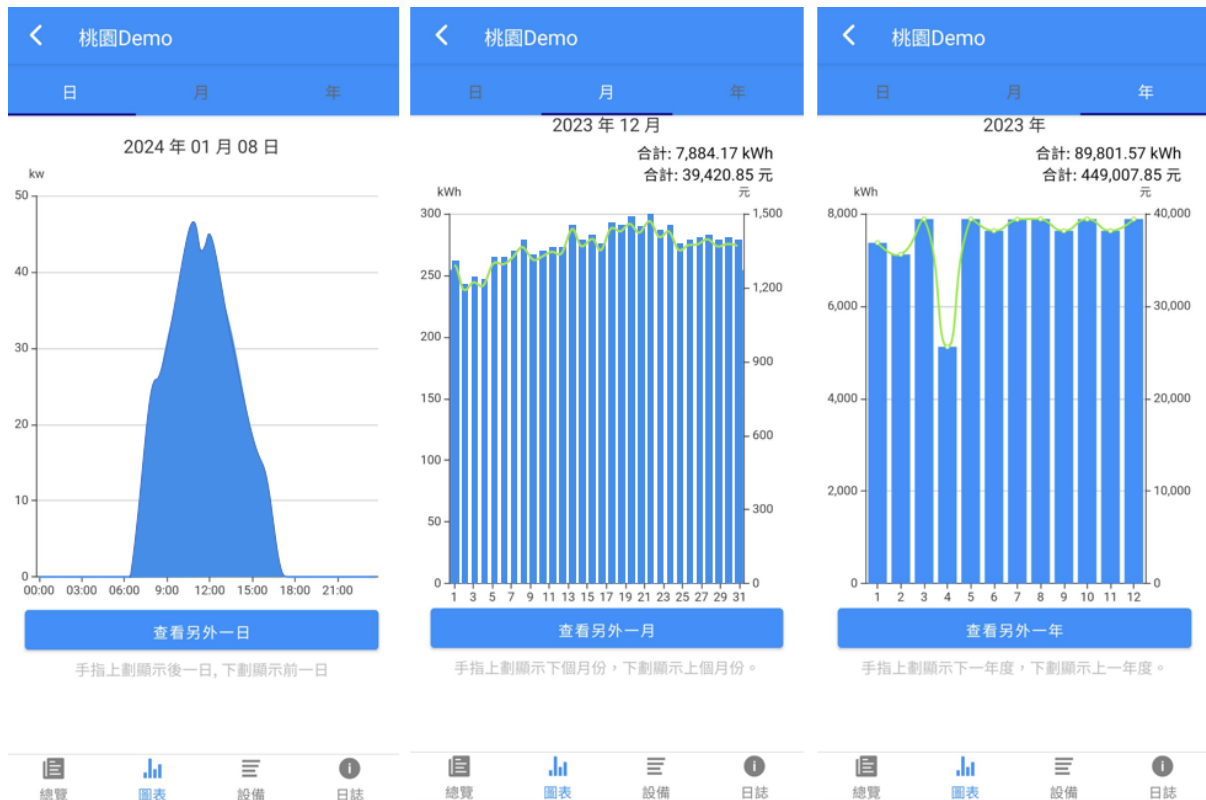 桃園Demo
日 月 年
2024 年 01 月 08 日
kw
50
40
30
20
10
0
00:00 03:00 06:00 9:00 12:00 15:00 18:00 21:00
查看另外一日
手指上劃顯示後一日, 下劃顯示前一日
總覽 圖表 設備 日誌
桃園Demo
日 月 年
2023 年 12 月
合計: 7,884.17 kWh
合計: 39,420.85 元
kWh 元
300 1,500
250 1,200
200 900
150 600
100 300
50
0 0
1 3 5 7 9 11 13 15 17 19 21 23 25 27 29 31
查看另外一月
手指上劃顯示下個月份，下劃顯示上個月份。
總覽 圖表 設備 日誌
桃園Demo
日 月 年
2023 年
合計: 89,801.57 kWh
合計: 449,007.85 元
kWh 元
8,000 40,000
6,000 30,000
4,000 20,000
2,000 10,000
0 0
1 2 3 4 5 6 7 8 9 10 11 12
查看另外一年
手指上劃顯示下一年度，下劃顯示上一年度。
總覽 圖表 設備 日誌